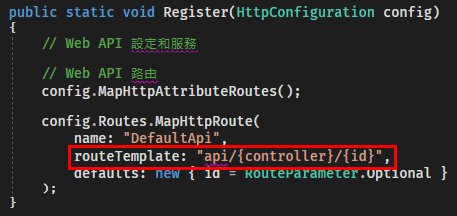 public static void Register(HttpConfiguration config)
{
// Web API 設定和服務
// Web API 路由
config.MapHttpAttributeRoutes();
config.Routes.MapHttpRoute(
name: "DefaultApi",
routeTemplate: "api/{controller}/{id}",
defaults: new { id = RouteParameter.Optional }
);
}